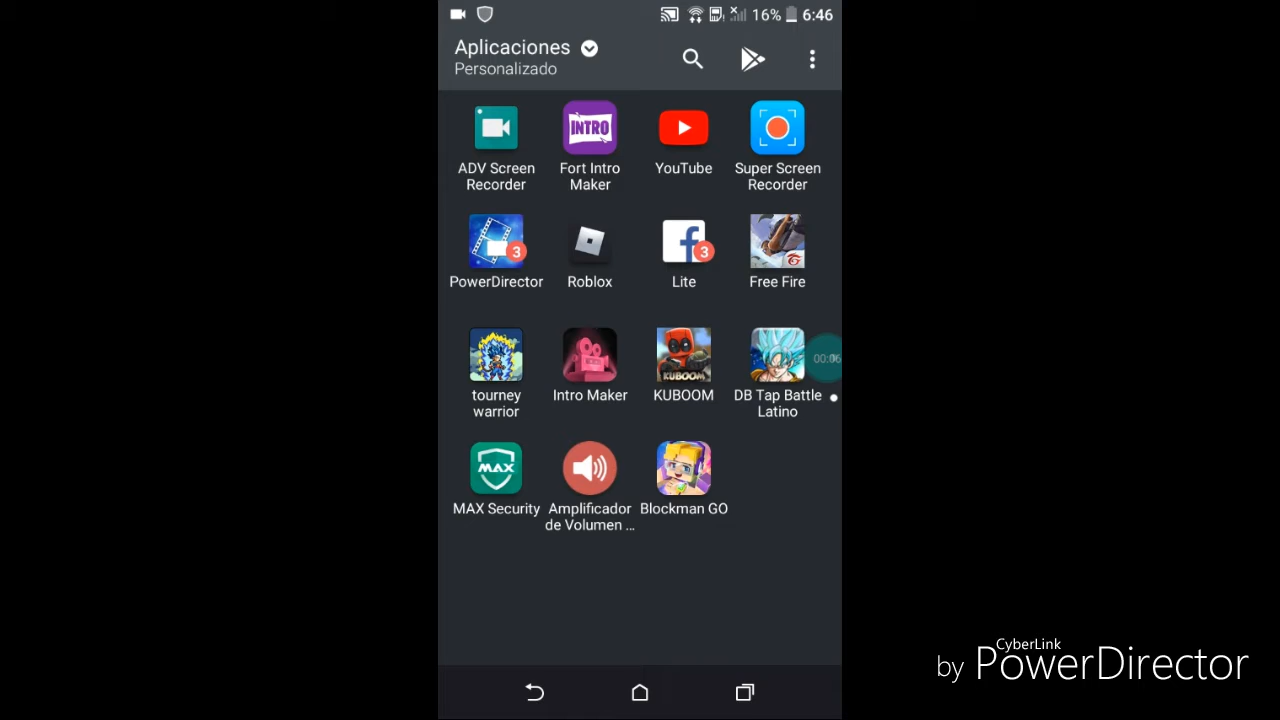 16% 6:46
Aplicaciones
Personalizado
ADV Screen Recorder
Fort Intro Maker
INTRO
YouTube
Super Screen Recorder
PowerDirector
3
Roblox
Lite
3
Free Fire
tourney warrior
Intro Maker
KUBOOM
KUBOOM
DB Tap Battle Latino
MAX
MAX Security
Amplificador de Volumen ...
Blockman GO
CyberLink
by PowerDirector